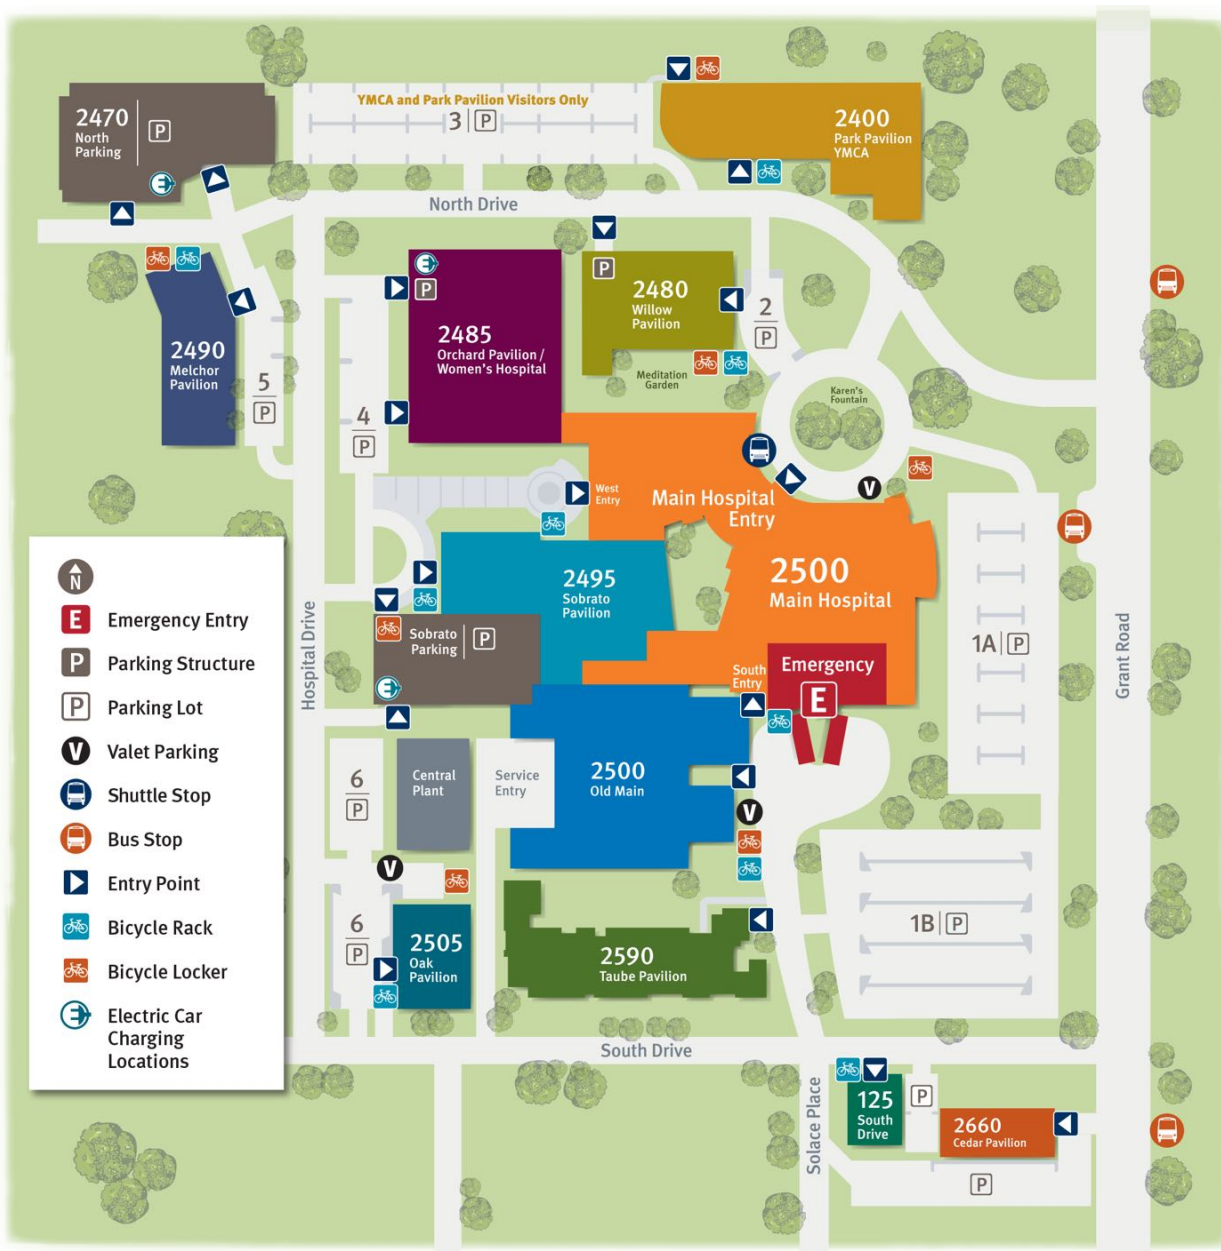 YMCA and Park Pavilion Visitors Only
3 P
2470
North
Parking
P
2400
Park Pavilion
YMCA
North Drive
P
2480
Willow
Pavilion
2
P
P
2485
Orchard Pavilion /
Women's Hospital
2490
Melchor
Pavilion
5
P
4
P
Meditation
Garden
Karen's
Fountain
West
Entry
Main Hospital
Entry
V
2500
Main Hospital
2495
Sobrato
Pavilion
Sobrato
Parking
P
Hospital Drive
1A P
Grant Road
South
Entry
Emergency
E
6
P
Central
Plant
Service
Entry
2500
Old Main
V
V
6
P
2505
Oak
Pavilion
2590
Taube Pavilion
1B P
South Drive
Solace Place
125
South
Drive
P
2660
Cedar Pavilion
P
N
E Emergency Entry
P Parking Structure
P Parking Lot
V Valet Parking
Shuttle Stop
Bus Stop
Entry Point
Bicycle Rack
Bicycle Locker
E Electric Car
Charging
Locations
E
E
E